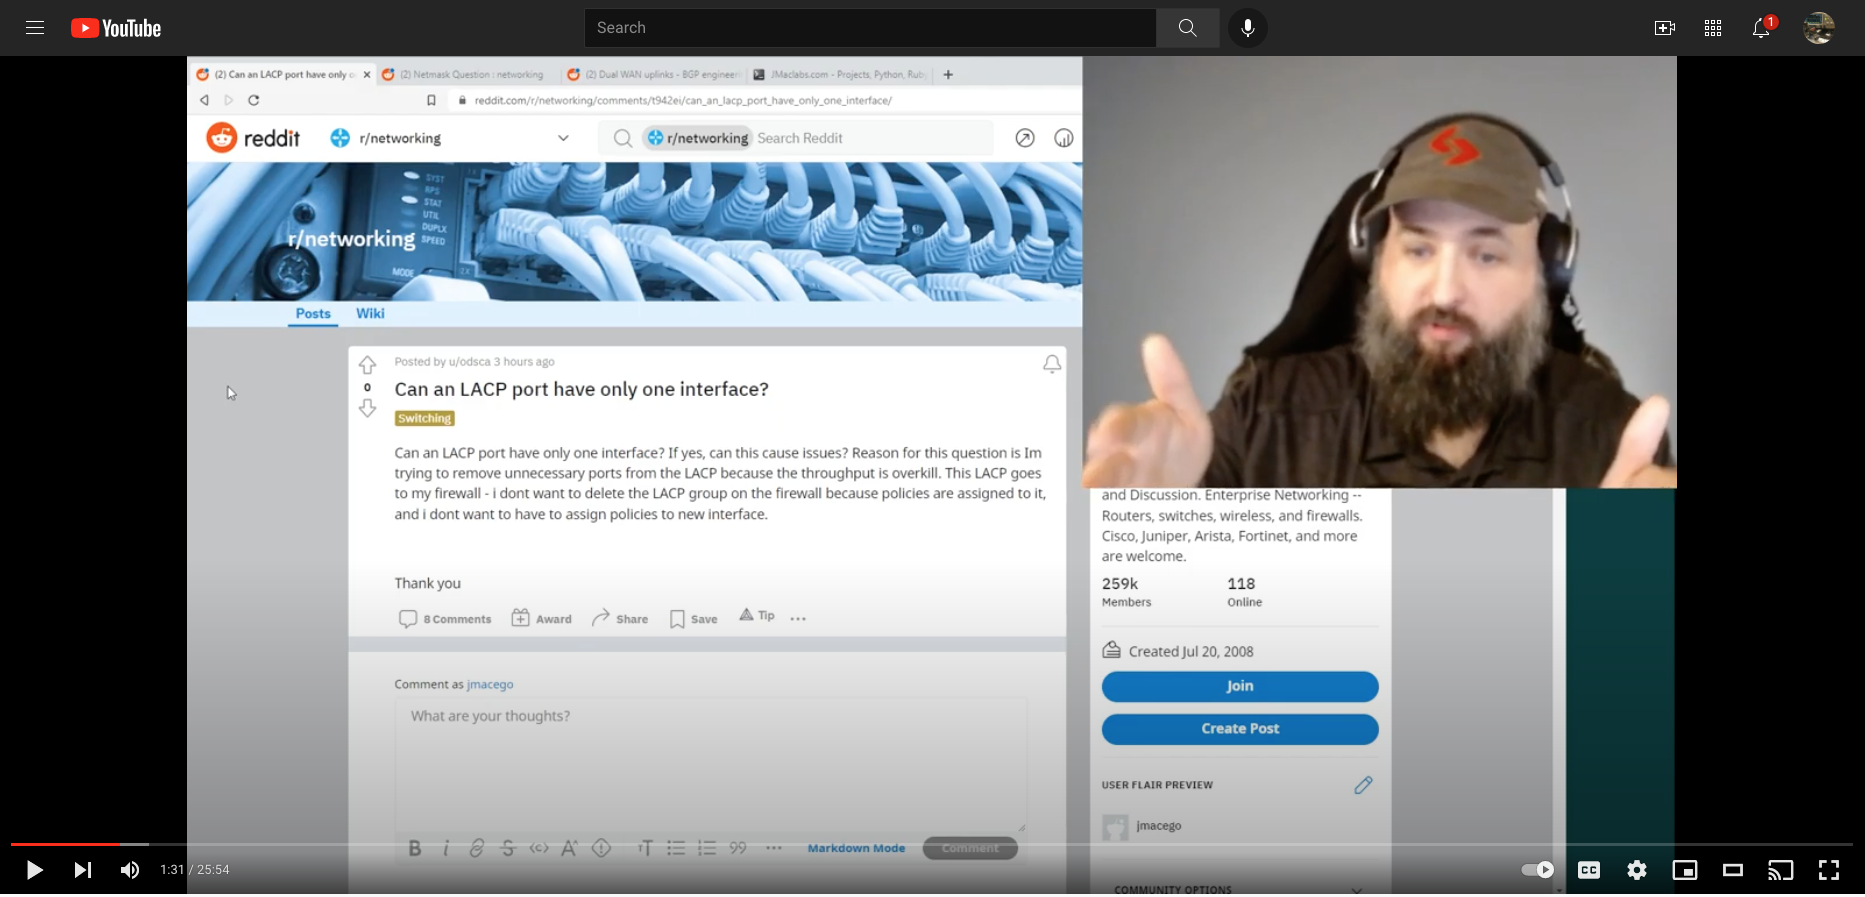 YouTube
Search
1
(2) Can an LACP port have only o
(2) Netmask Question : networking
(2) Dual WAN uplinks - BGP engineer
JMaclabs.com - Projects, Python, Rub
reddit.com/r/networking/comments/t942ei/can_an_lacp_port_have_only_one_interface/
reddit
r/networking
r/networking Search Reddit
SYST
RPS
STAT
UTIL
DUPLX
SPEED
MODE
r/networking
Posts
Wiki
Posted by u/odsca 3 hours ago
0
Can an LACP port have only one interface?
Switching
Can an LACP port have only one interface? If yes, can this cause issues? Reason for this question is Im
trying to remove unnecessary ports from the LACP because the throughput is overkill. This LACP goes
to my firewall - i dont want to delete the LACP group on the firewall because policies are assigned to it,
and i dont want to have to assign policies to new interface.
Thank you
8 Comments
Award
Share
Save
Tip
Comment as jmacego
What are your thoughts?
Markdown Mode
Comment
and Discussion. Enterprise Networking --
Routers, switches, wireless, and firewalls.
Cisco, Juniper, Arista, Fortinet, and more
are welcome.
259k
118
Members
Online
Created Jul 20, 2008
Join
Create Post
USER FLAIR PREVIEW
jmacego
COMMUNITY OPTIONS
1:31 / 25:54
CC